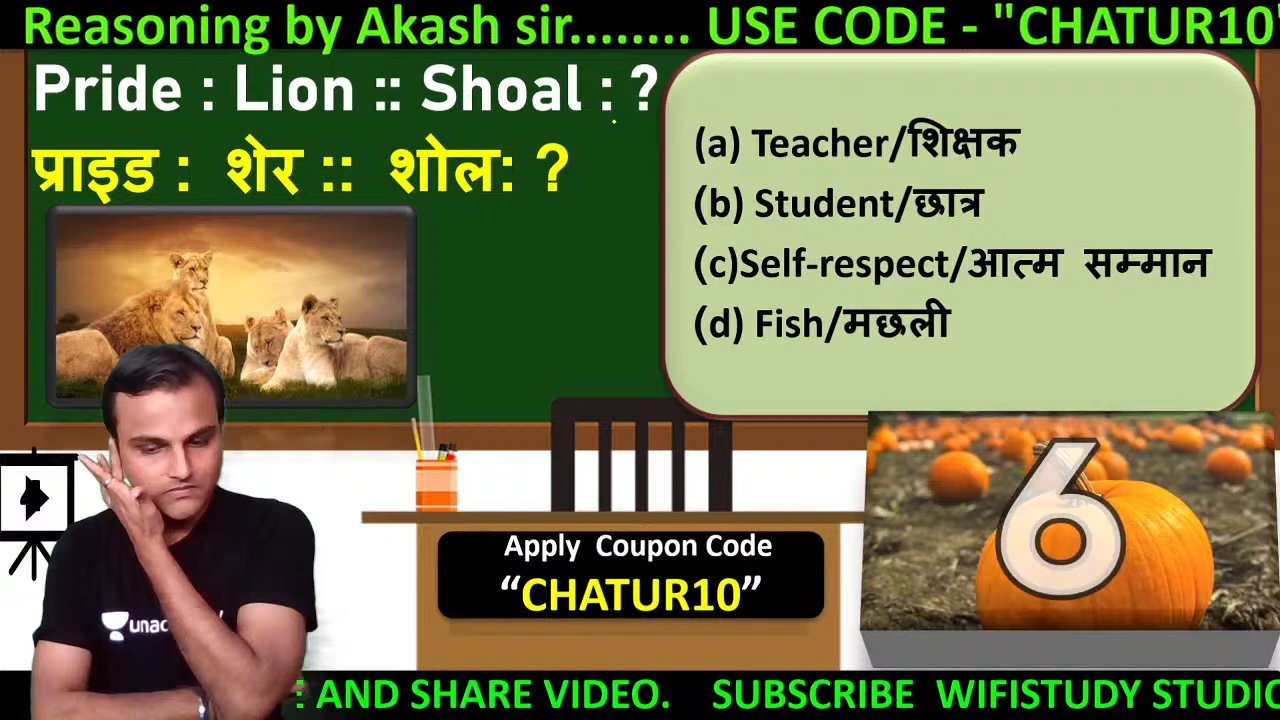 Reasoning by Akash sir........ USE CODE - "CHATUR10"
Pride : Lion :: Shoal : ?
प्राइड : शेर :: शोल: ?
(a) Teacher/शिक्षक
(b) Student/छात्र
(c)Self-respect/आत्म सम्मान
(d) Fish/मछली
6
Apply Coupon Code
“CHATUR10”
AND SHARE VIDEO. SUBSCRIBE WIFISTUDY